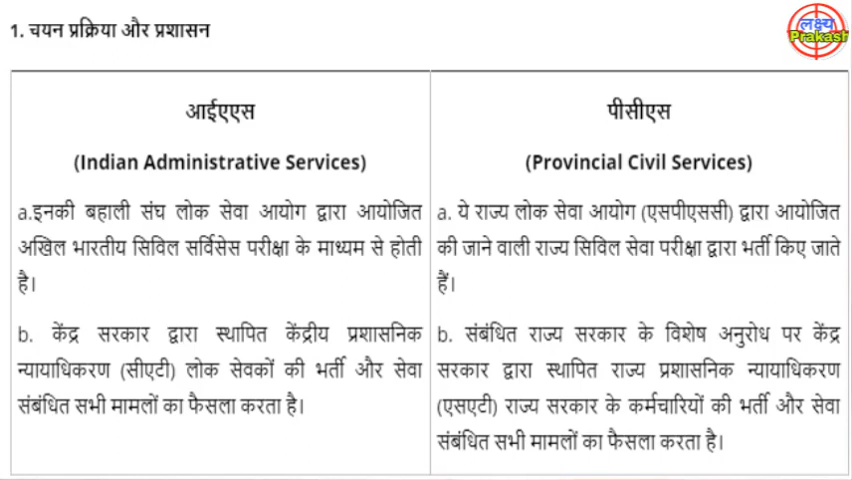 1. चयन प्रक्रिया और प्रशासन
लक्ष्य
Prakash
आईएएस
(Indian Administrative Services)
a.इनकी बहाली संघ लोक सेवा आयोग द्वारा आयोजित
अखिल भारतीय सिविल सर्विसेस परीक्षा के माध्यम से होती
है।
b. केंद्र सरकार द्वारा स्थापित केंद्रीय प्रशासनिक
न्यायाधिकरण (सीएटी) लोक सेवकों की भर्ती और सेवा
संबंधित सभी मामलों का फैसला करता है।
पीसीएस
(Provincial Civil Services)
a. ये राज्य लोक सेवा आयोग (एसपीएससी) द्वारा आयोजित
की जाने वाली राज्य सिविल सेवा परीक्षा द्वारा भर्ती किए जाते
हैं।
b. संबंधित राज्य सरकार के विशेष अनुरोध पर केंद्र
सरकार द्वारा स्थापित राज्य प्रशासनिक न्यायाधिकरण
(एसएटी) राज्य सरकार के कर्मचारियों की भर्ती और सेवा
संबंधित सभी मामलों का फैसला करता है।